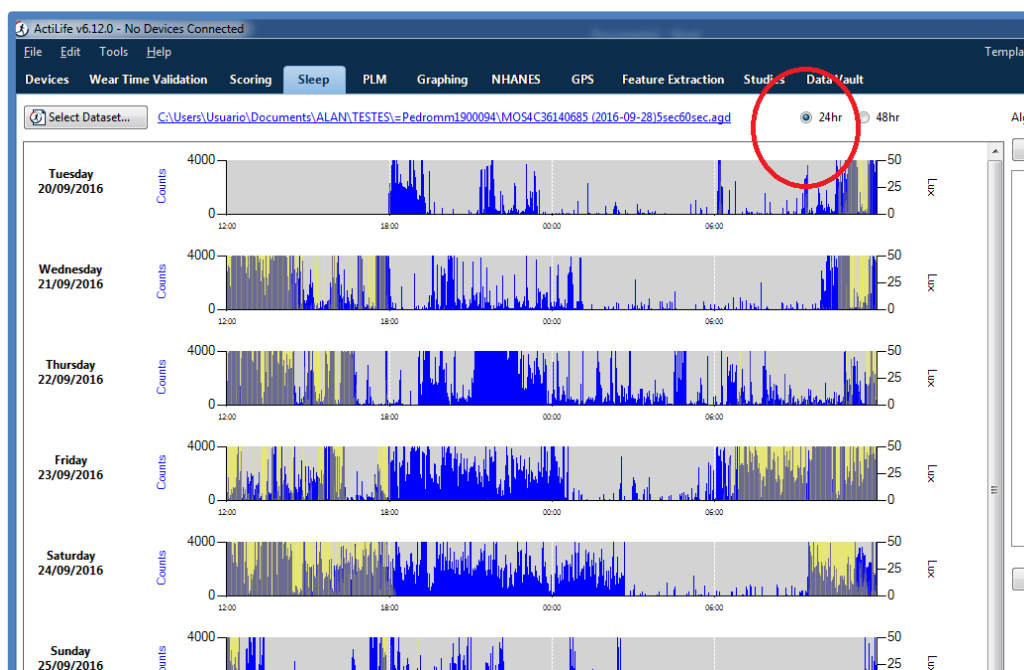 ActiLife v6.12.0 - No Devices Connected
File Edit Tools Help Templa
Devices Wear Time Validation Scoring Sleep PLM Graphing NHANES GPS Feature Extraction Studies Data Vault
Select Dataset... C:\Users\Usuario\Documents\ALAN\TESTES\=Pedromm1900094\MOS4C36140685 (2016-09-28)5sec60sec.agd 24hr 48hr Alg
Tuesday
20/09/2016
Counts
4000
0
50
25
0
Lux
12:00 18:00 00:00 06:00
Wednesday
21/09/2016
Counts
4000
0
50
25
0
Lux
12:00 18:00 00:00 06:00
Thursday
22/09/2016
Counts
4000
0
50
25
0
Lux
12:00 18:00 00:00 06:00
Friday
23/09/2016
Counts
4000
0
50
25
0
Lux
12:00 18:00 00:00 06:00
Saturday
24/09/2016
Counts
4000
0
50
25
0
Lux
12:00 18:00 00:00 06:00
Sunday
25/09/2016
unts
4000
50
25
Lux